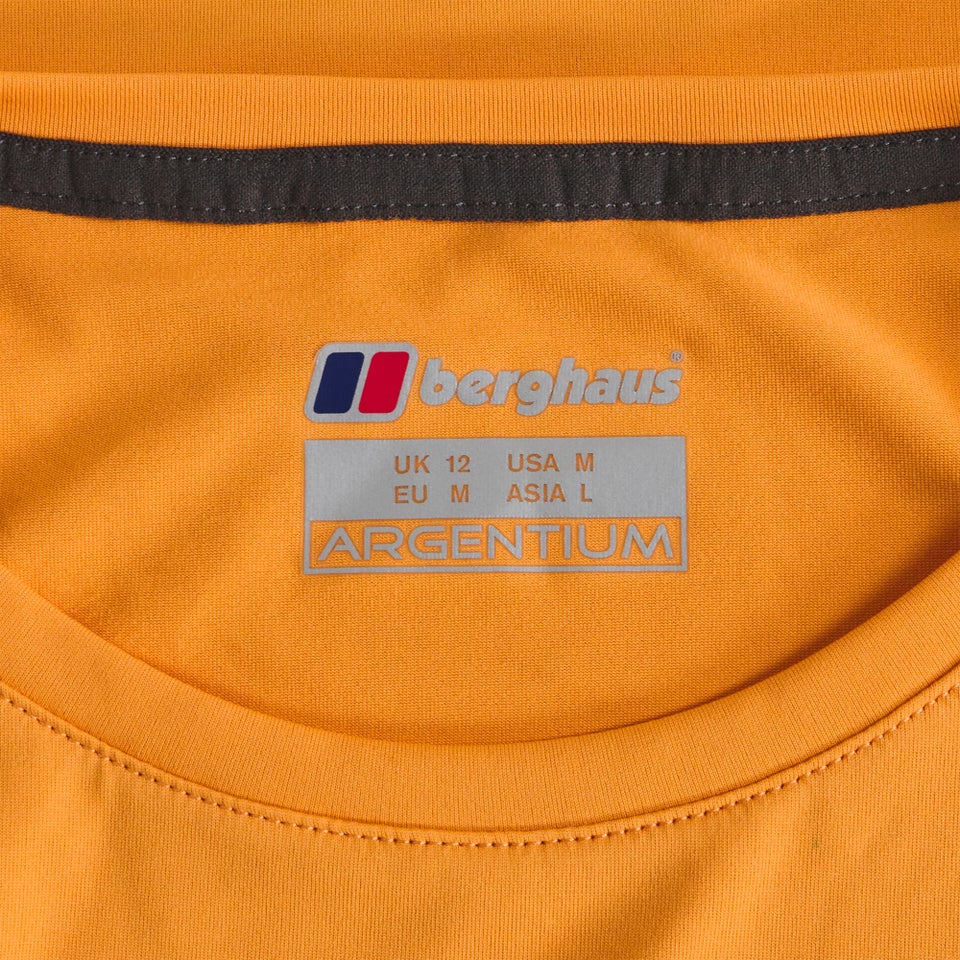 berghaus®
UK 12 USA M
EU M ASIA L
ARGENTIUM